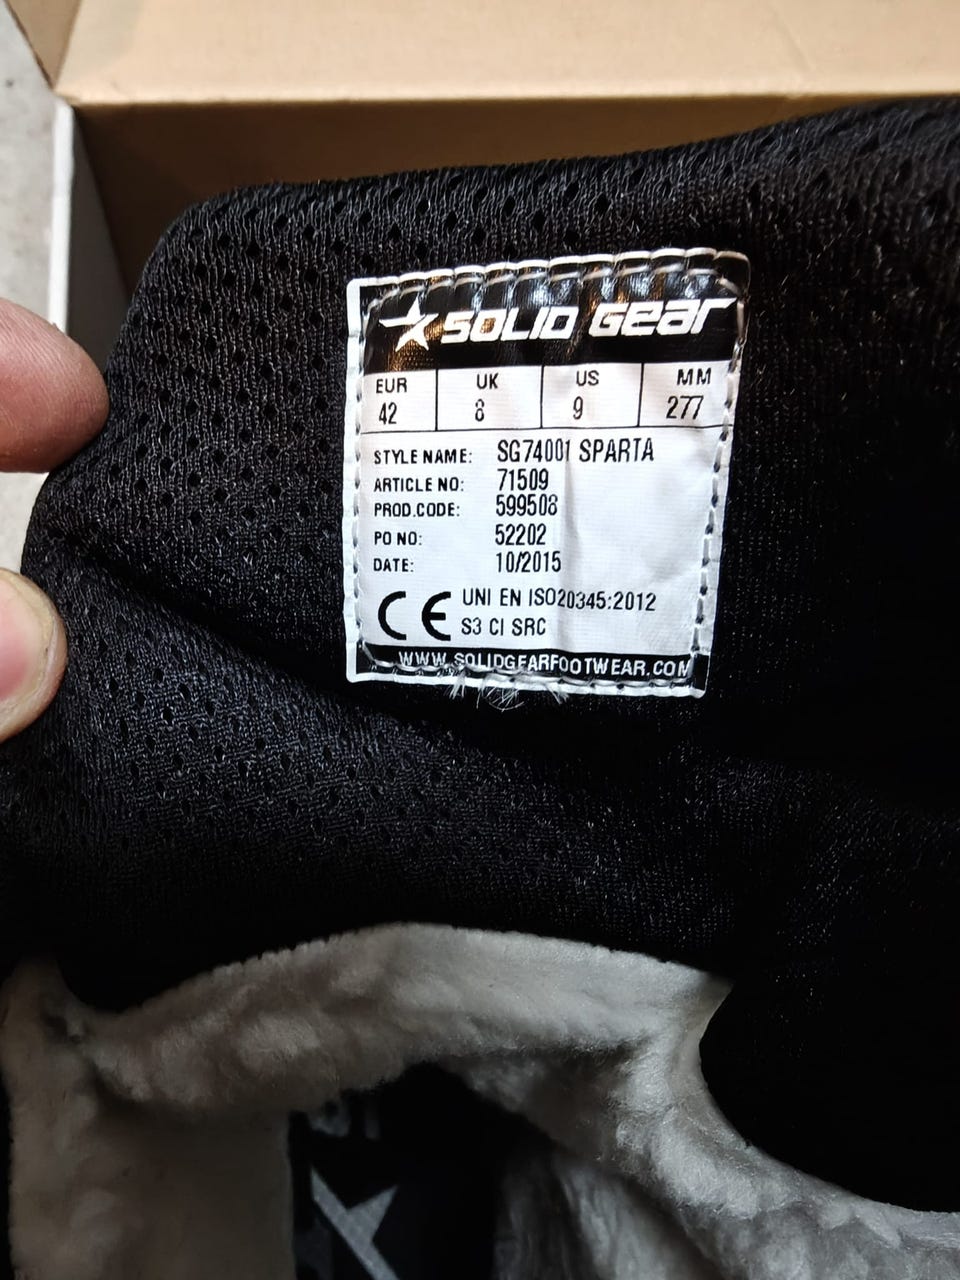 SOLID GEAR
EUR UK US MM
42 8 9 277
STYLE NAME: SG74001 SPARTA
ARTICLE NO: 71509
PROD.CODE: 599508
PO NO: 52202
DATE: 10/2015
CE UNI EN ISO20345:2012
S3 CI SRC
WWW.SOLIDGEARFOOTWEAR.COM